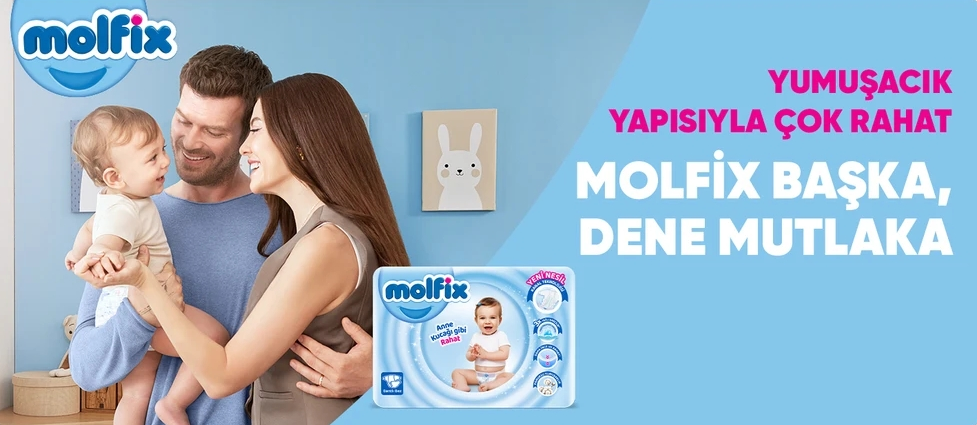 molfix
YUMUŞACIK
YAPISIYLA ÇOK RAHAT
MOLFİX BAŞKA,
DENE MUTLAKA
molfix
YENİ NESİL
Anne
Kucağı gibi
Rahat